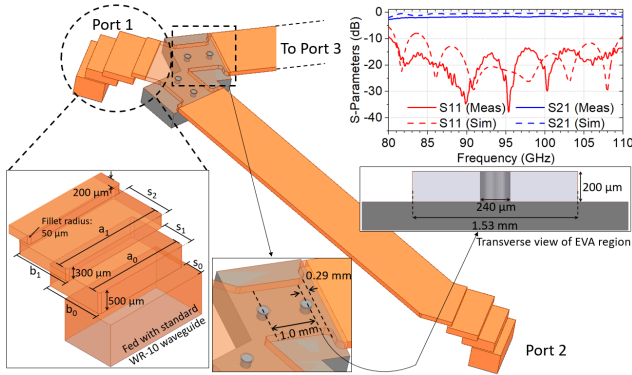 Port 1
To Port 3
S-Parameters (dB)
0
-10
-20
-30
-40
S11 (Meas)
S21 (Meas)
S11 (Sim)
S21 (Sim)
80
85
90
95
100
105
110
Frequency (GHz)
200 μm
240 μm
1.53 mm
Transverse view of EVA region
200 μm
Fillet radius:
50 μm
s2
a1
s1
a0
s0
b1
300 μm
b0
500 μm
Fed with standard
WR-10 waveguide
0.29 mm
1.0 mm
Port 2